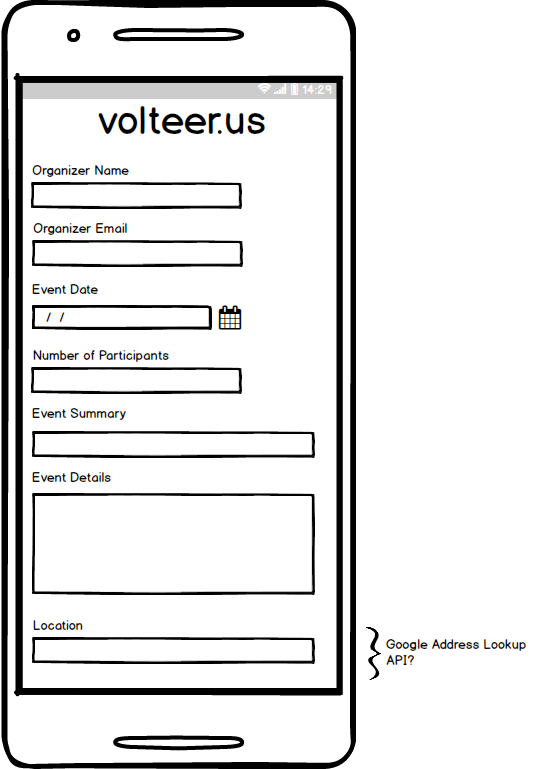 14:29
volteer.us
Organizer Name
Organizer Email
Event Date
/ /
Number of Participants
Event Summary
Event Details
Location
Google Address Lookup
API?